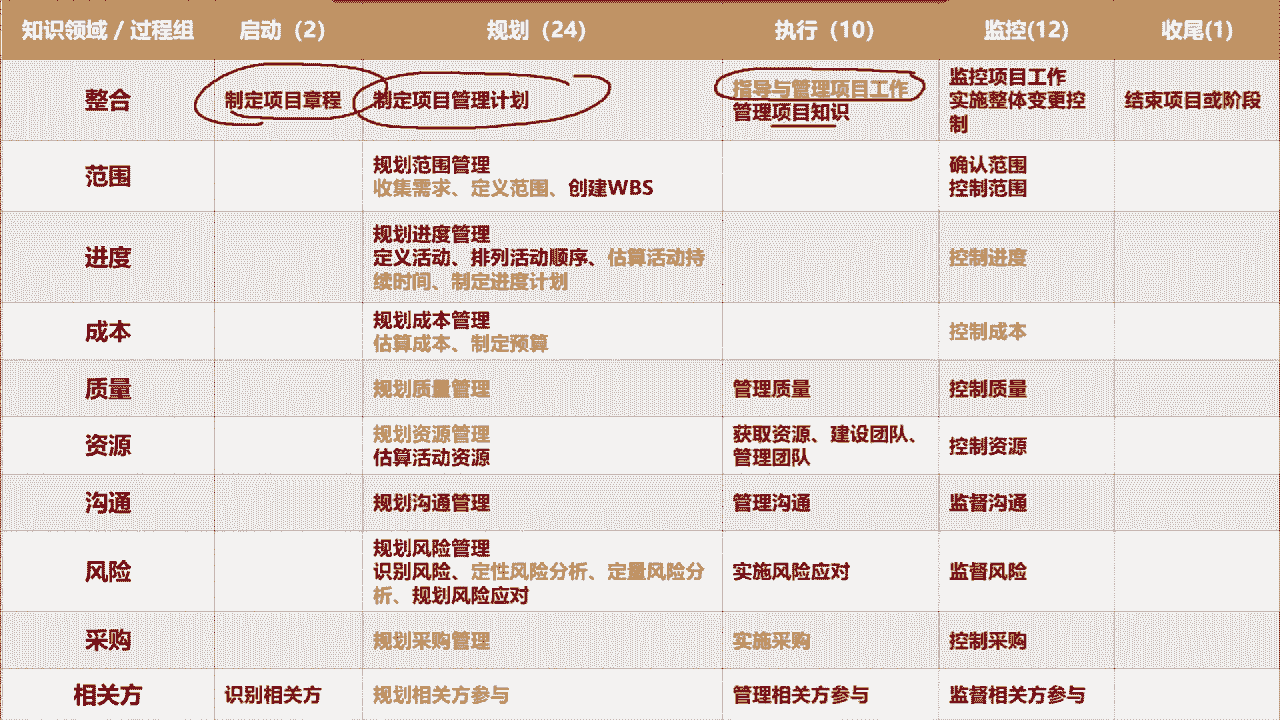 知识领域 / 过程组 启动（2） 规划（24） 执行（10） 监控(12) 收尾(1)
整合 制定项目章程 制定项目管理计划
指导与管理项目工作
管理项目知识
监控项目工作
实施整体变更控
制
结束项目或阶段
范围
规划范围管理
收集需求、定义范围、创建WBS
确认范围
控制范围
进度
规划进度管理
定义活动、排列活动顺序、估算活动持
续时间、制定进度计划
控制进度
成本
规划成本管理
估算成本、制定预算
控制成本
质量 规划质量管理 管理质量 控制质量
资源
规划资源管理
估算活动资源
获取资源、建设团队、
管理团队
控制资源
沟通 规划沟通管理 管理沟通 监督沟通
风险
规划风险管理
识别风险、定性风险分析、定量风险分
析、规划风险应对
实施风险应对
监督风险
采购 规划采购管理 实施采购 控制采购
相关方 识别相关方 规划相关方参与 管理相关方参与 监督相关方参与